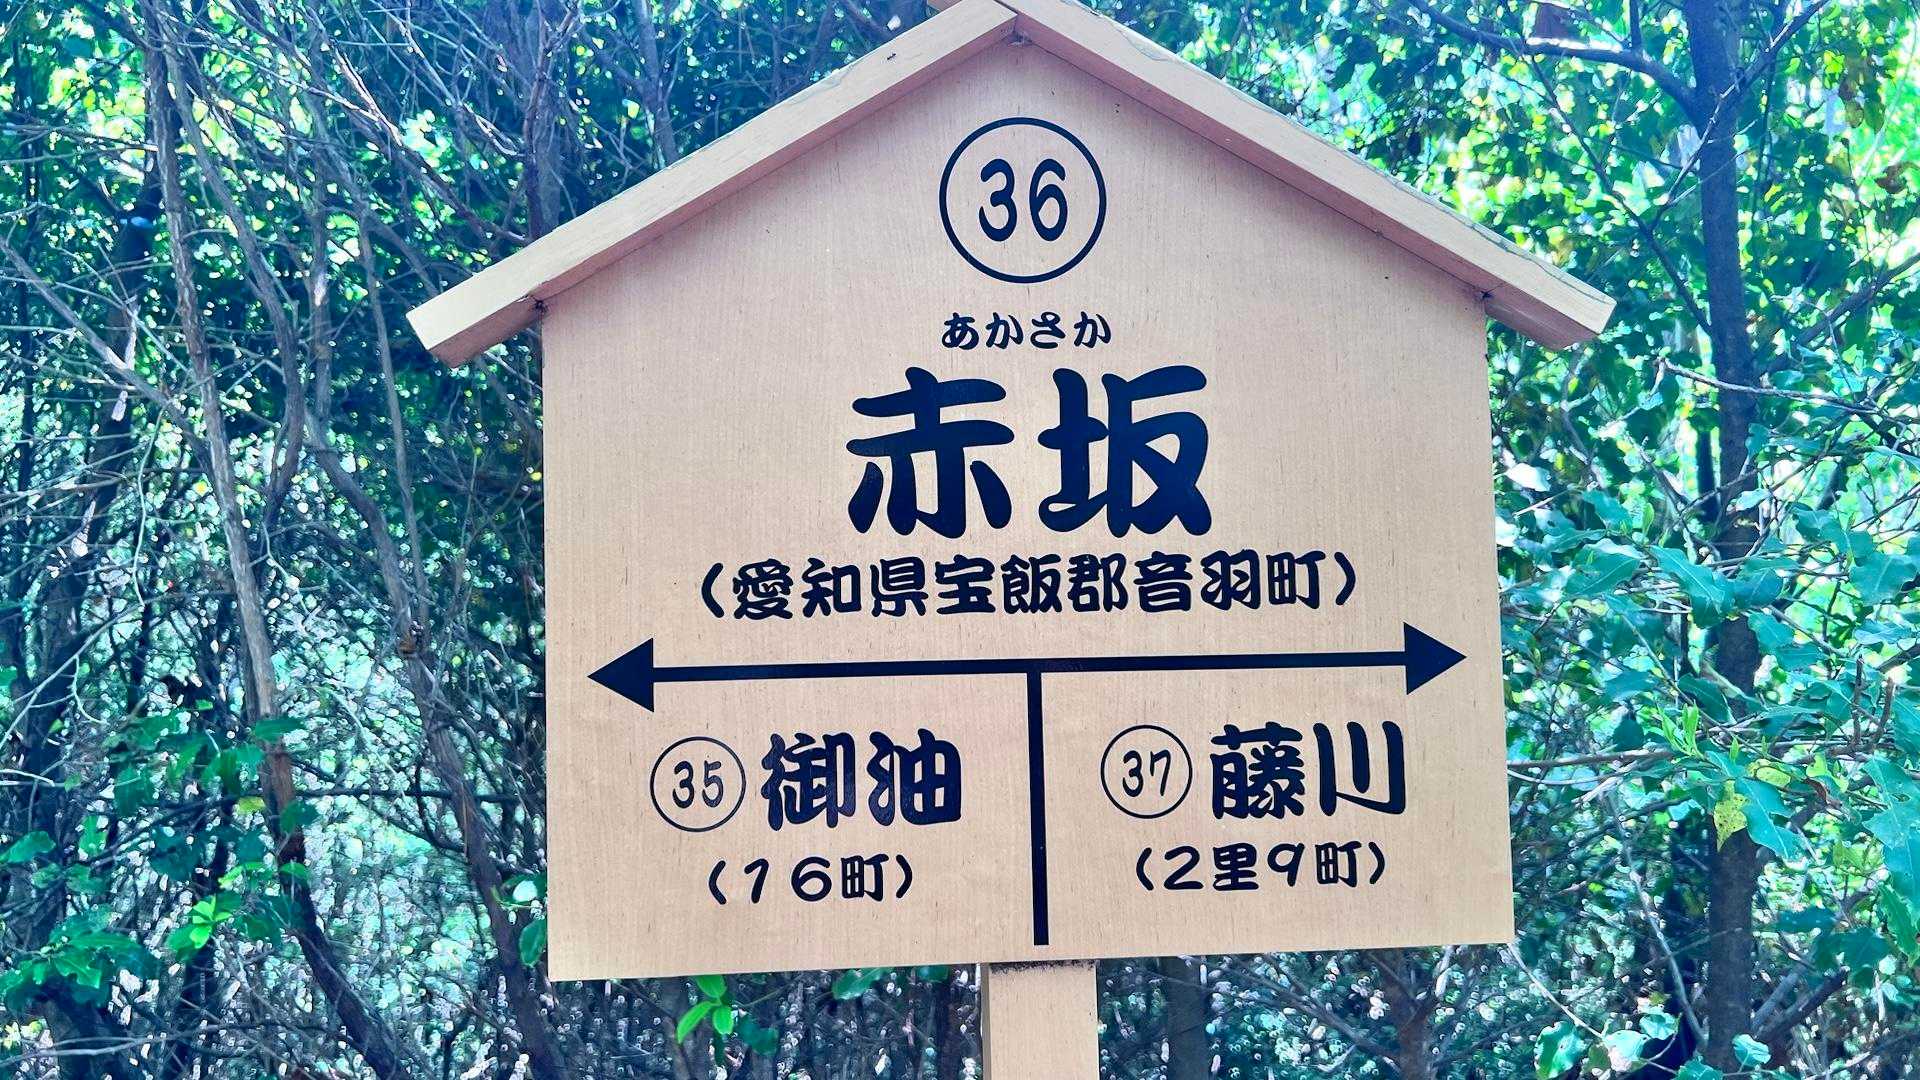 36
あかさか
赤坂
(愛知県宝飯郡音羽町)
35 御油
(16町)
37 藤川
(2里9町)